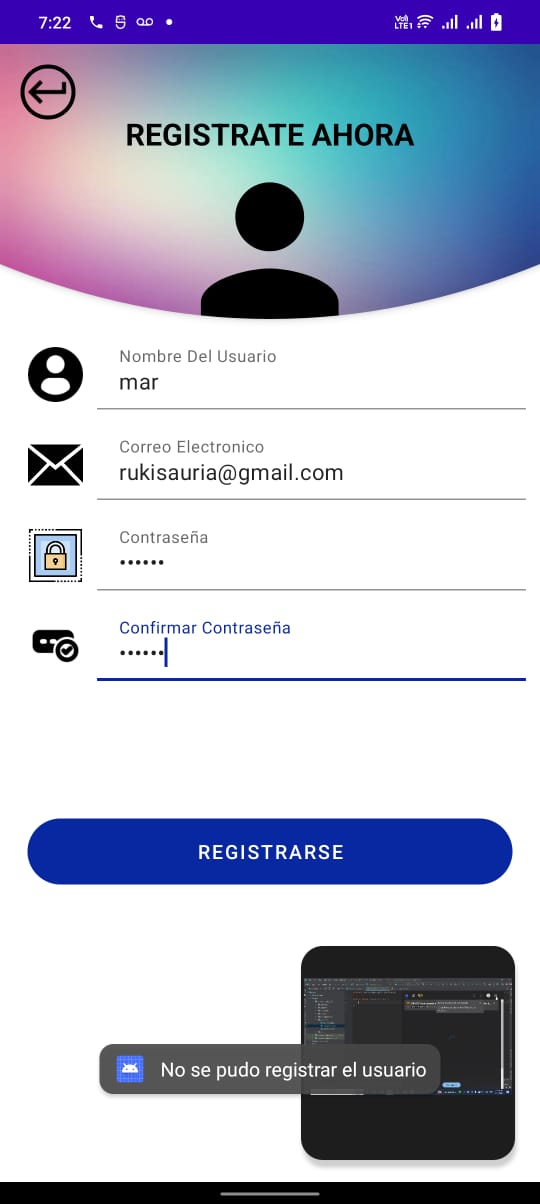 7:22
Vo)) LTE1
REGISTRATE AHORA
Nombre Del Usuario
mar
Correo Electronico
rukisauria@gmail.com
Contraseña
••••••
Confirmar Contraseña
••••••
REGISTRARSE
No se pudo registrar el usuario